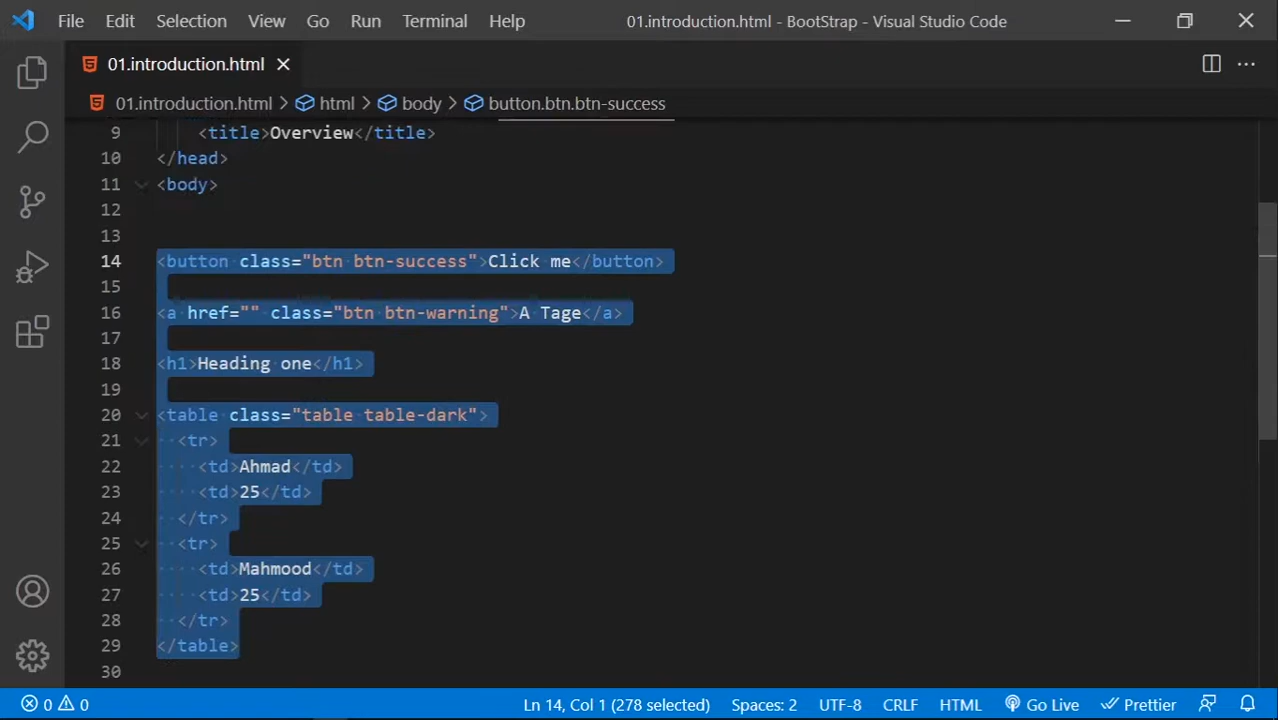 File Edit Selection View Go Run Terminal Help 01.introduction.html - BootStrap - Visual Studio Code
01.introduction.html
01.introduction.html > html > body > button.btn.btn-success
9 <title>Overview</title>
10 </head>
11 <body>
12
13
14 <button class="btn btn-success">Click me</button>
15
16 <a href="" class="btn btn-warning">A Tage</a>
17
18 <h1>Heading one</h1>
19
20 <table class="table table-dark">
21 <tr>
22 <td>Ahmad</td>
23 <td>25</td>
24 </tr>
25 <tr>
26 <td>Mahmood</td>
27 <td>25</td>
28 </tr>
29 </table>
30
0 0 Ln 14, Col 1 (278 selected) Spaces: 2 UTF-8 CRLF HTML Go Live Prettier